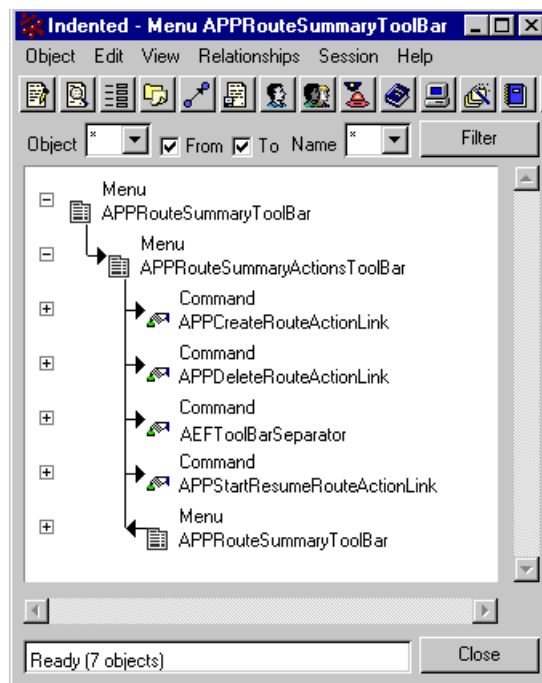 Indented - Menu APPRouteSummaryToolBar
Object Edit View Relationships Session Help
Object * From To Name * Filter
Menu
APPRouteSummaryToolBar
Menu
APPRouteSummaryActionsToolBar
Command
APPCreateRouteActionLink
Command
APPDeleteRouteActionLink
Command
AEFToolBarSeparator
Command
APPStartResumeRouteActionLink
Menu
APPRouteSummaryToolBar
Ready (7 objects) Close